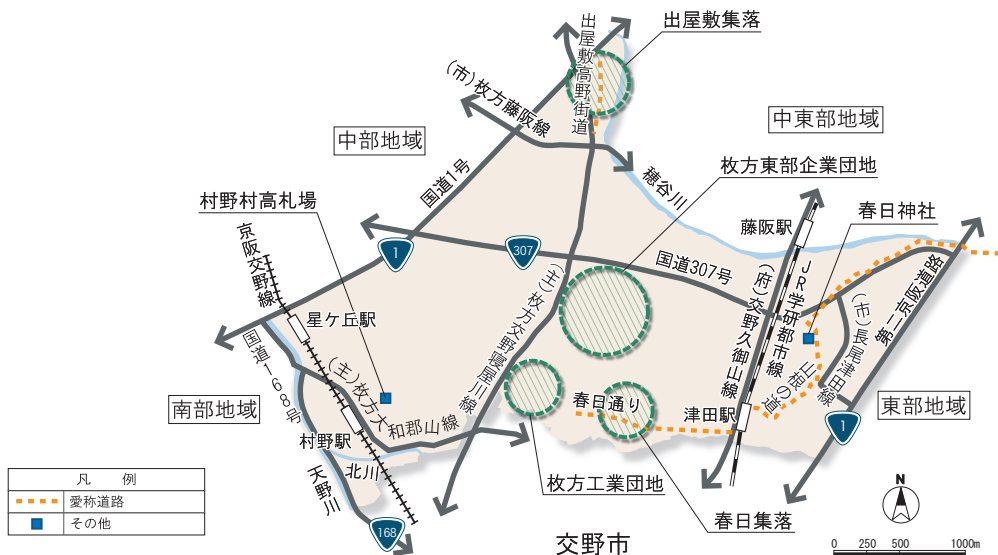 出屋敷集落
出屋敷高野街道
(市)枚方藤阪線
中部地域
中東部地域
国道1号
穂谷川
枚方東部企業団地
村野村高札場
藤阪駅
春日神社
京阪交野線
1
307
国道307号
JR学研都市線
(府)交野久御山線
第二京阪道路
(主)枚方交野寝屋川線
星ケ丘駅
国道168号
(主)枚方大和郡山線
(市)長尾津田線
山根の道
南部地域
春日通り
津田駅
東部地域
1
村野駅
北川
天野川
枚方工業団地
春日集落
168
交野市
凡 例
愛称道路
その他
N
0 250 500 1000m